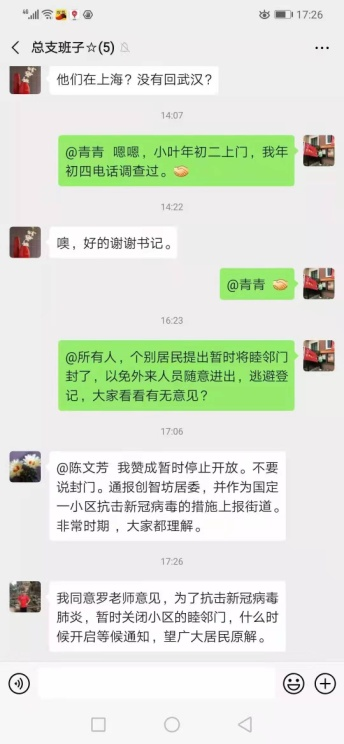 17:26
总支班子☆(5)
他们在上海？没有回武汉？
14:07
@青青 嗯嗯，小叶年初二上门，我年
初四电话调查过。
14:22
噢，好的谢谢书记。
@青青
16:23
@所有人，个别居民提出暂时将睦邻门
封了，以免外来人员随意进出，逃避登
记，大家看看有无意见？
17:06
@陈文芳 我赞成暂时停止开放。不要
说封门。通报创智坊居委，并作为国定
一小区抗击新冠病毒的措施上报街道。
非常时期，大家都理解。
17:26
我同意罗老师意见，为了抗击新冠病毒
肺炎，暂时关闭小区的睦邻门，什么时
候开启等候通知，望广大居民原解。